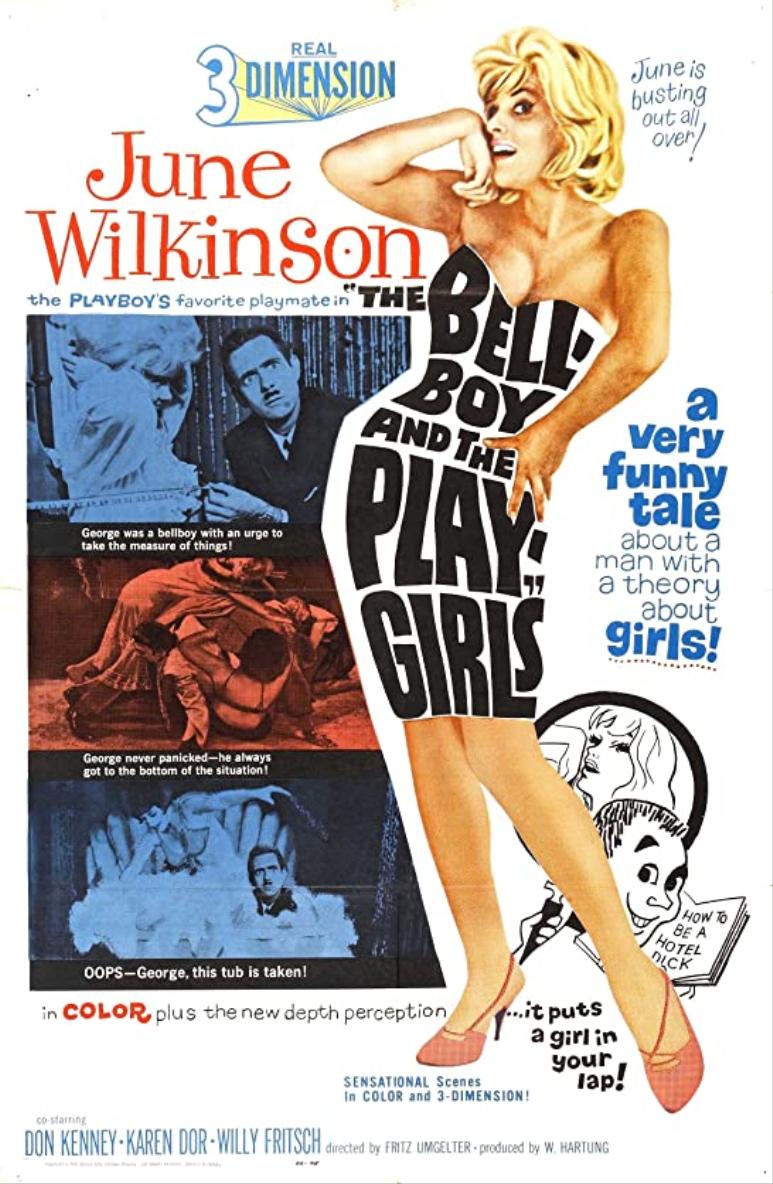 REAL
3 DIMENSION
June is
busting
out all
over!
June
Wilkinson
the PLAYBOY'S favorite playmate in "THE
BELL-
BOY
AND THE
PLAY-
GIRLS"
a
very
funny
tale
about a
man with
a theory
about
girls!
George was a bellboy with an urge to
take the measure of things!
George never panicked—he always
got to the bottom of the situation!
OOPS—George, this tub is taken!
HOW TO
BE A
HOTEL
DICK
in COLOR plus the new depth perception
...it puts
a girl in
your
lap!
SENSATIONAL Scenes
In COLOR and 3-DIMENSION!
co-starring
DON KENNEY • KAREN DOR • WILLY FRITSCH directed by FRITZ UMGELTER • produced by W. HARTUNG